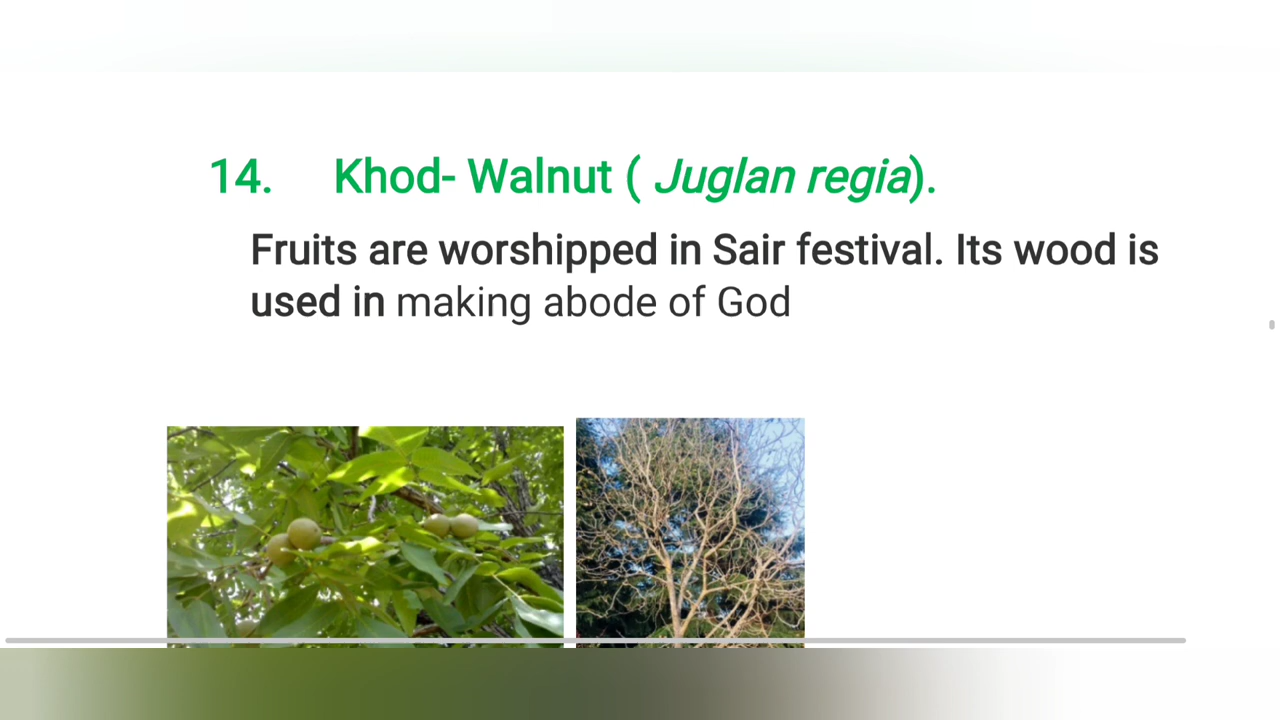 14. Khod- Walnut ( Juglan regia).
Fruits are worshipped in Sair festival. Its wood is
used in making abode of God